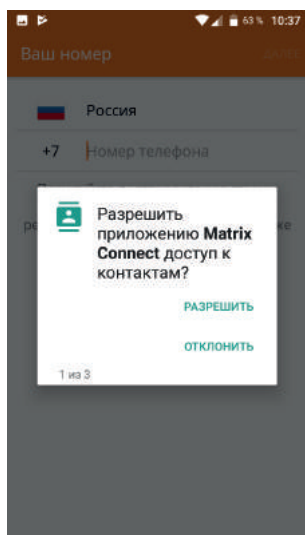 63 % 10:37
Ваш номер
ДАЛЕЕ
Россия
+7 Номер телефона
Разрешить
приложению Matrix
Connect доступ к
контактам?
РАЗРЕШИТЬ
ОТКЛОНИТЬ
1 из 3